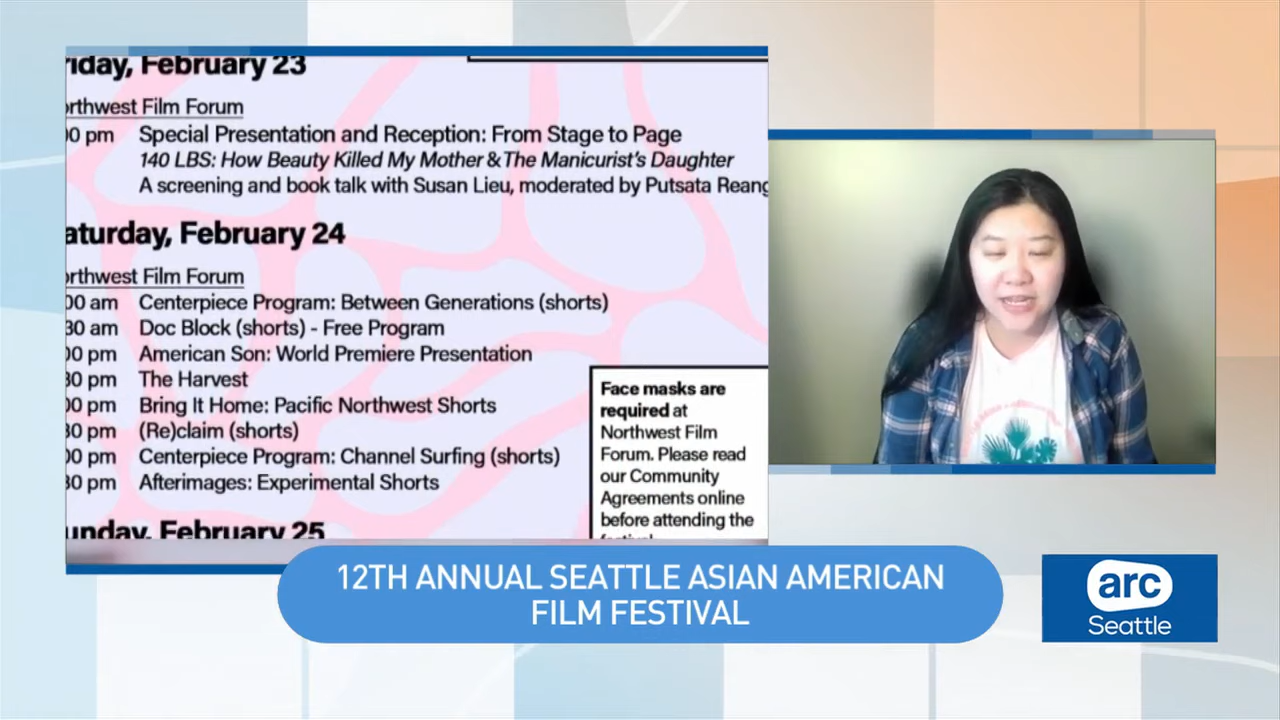 riday, February 23
orthwest Film Forum
00 pm Special Presentation and Reception: From Stage to Page
140 LBS: How Beauty Killed My Mother & The Manicurist's Daughter
A screening and book talk with Susan Lieu, moderated by Putsata Reang
aturday, February 24
orthwest Film Forum
00 am Centerpiece Program: Between Generations (shorts)
30 am Doc Block (shorts) - Free Program
00 pm American Son: World Premiere Presentation
30 pm The Harvest
00 pm Bring It Home: Pacific Northwest Shorts
30 pm (Re)claim (shorts)
00 pm Centerpiece Program: Channel Surfing (shorts)
30 pm Afterimages: Experimental Shorts
unday, February 25
Face masks are
required at
Northwest Film
Forum. Please read
our Community
Agreements online
before attending the
festival.
12TH ANNUAL SEATTLE ASIAN AMERICAN
FILM FESTIVAL
arc
Seattle